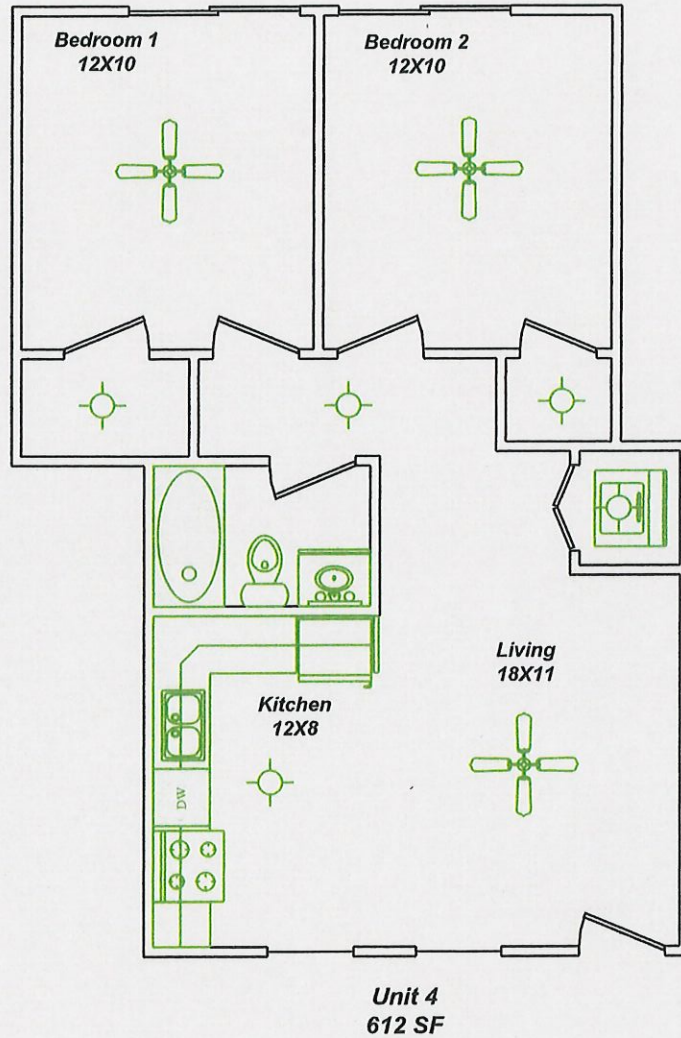 Bedroom 1
12X10
Bedroom 2
12X10
Living
18X11
Kitchen
12X8
DW
Unit 4
612 SF